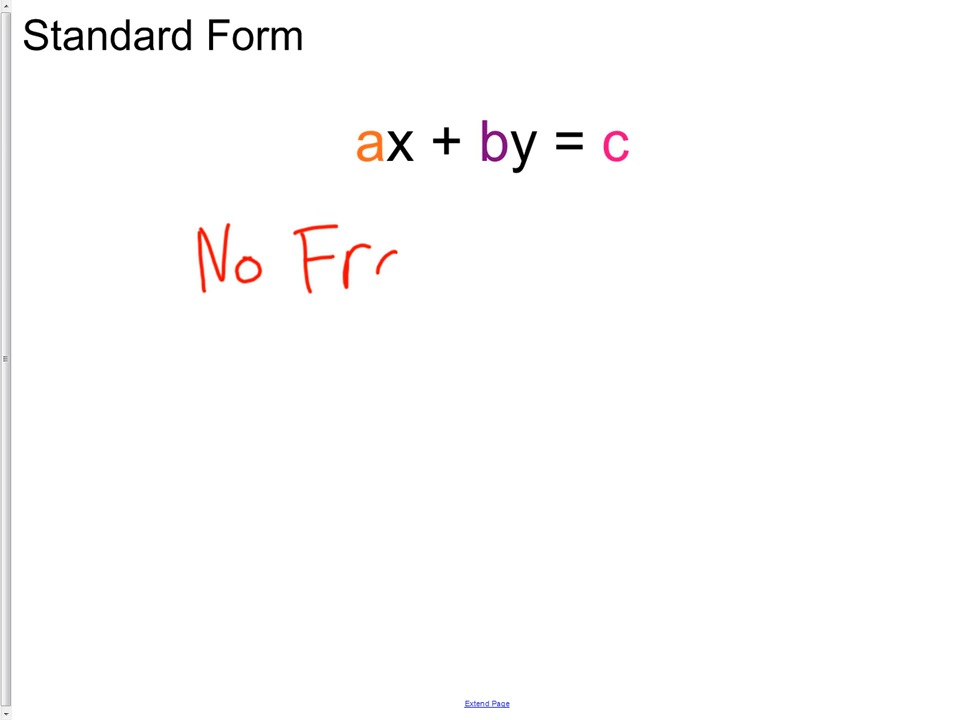 Standard Form
ax + by = c
No Fr
Extend Page